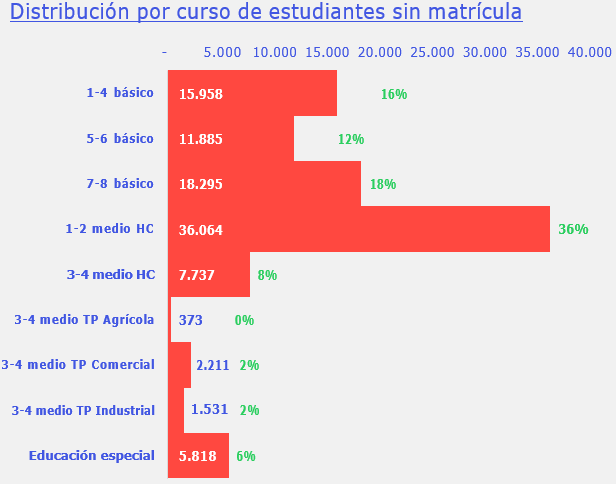 Distribución por curso de estudiantes sin matrícula
- 5.000 10.000 15.000 20.000 25.000 30.000 35.000 40.000
1-4 básico 15.958 16%
5-6 básico 11.885 12%
7-8 básico 18.295 18%
1-2 medio HC 36.064 36%
3-4 medio HC 7.737 8%
3-4 medio TP Agrícola 373 0%
3-4 medio TP Comercial 2.211 2%
3-4 medio TP Industrial 1.531 2%
Educación especial 5.818 6%